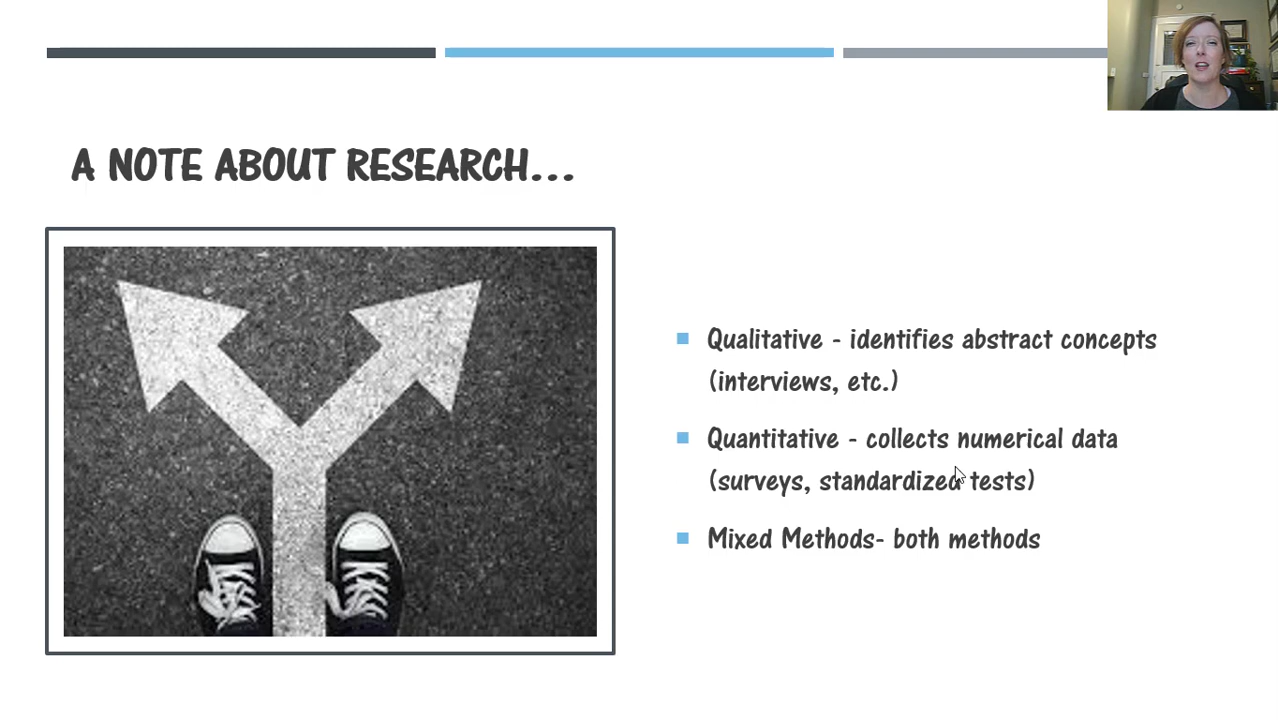 A NOTE ABOUT RESEARCH...
Qualitative - identifies abstract concepts
(interviews, etc.)
Quantitative - collects numerical data
(surveys, standardized tests)
Mixed Methods- both methods